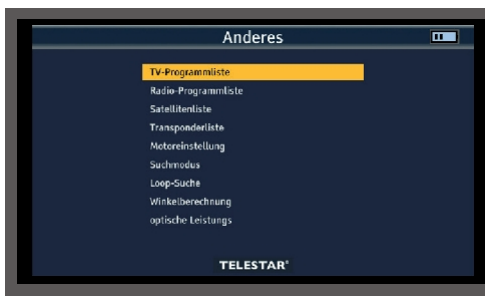 Anderes
TV-Programmliste
Radio-Programmliste
Satellitenliste
Transponderliste
Motoreinstellung
Suchmodus
Loop-Suche
Winkelberechnung
optische Leistungs
TELESTAR®